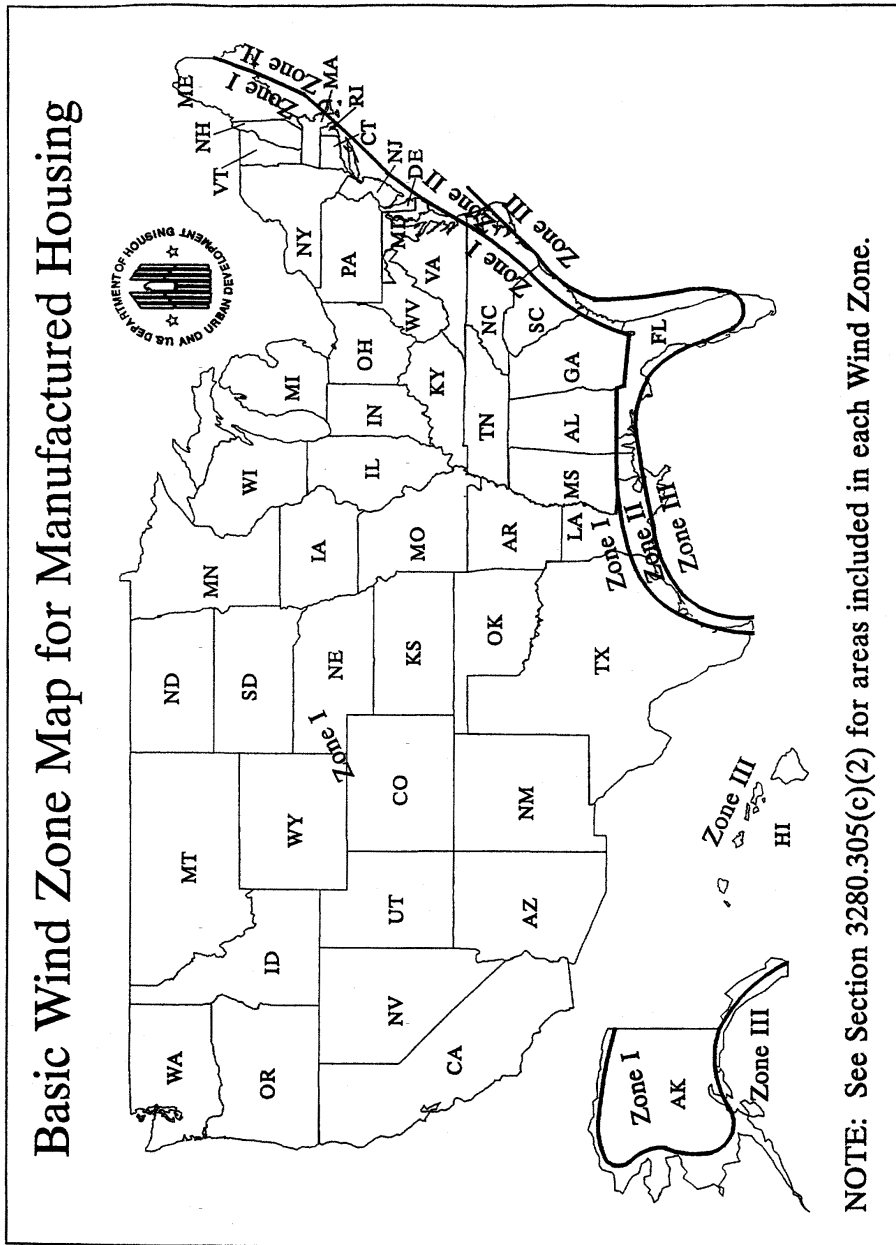 Basic Wind Zone Map for Manufactured Housing
U.S. DEPARTMENT OF HOUSING
AND URBAN DEVELOPMENT
WA
MT
ND
MN
OR
ID
WY
SD
WI
MI
NY
VT
NH
ME
Zone I
Zone II
MA
RI
CT
NJ
DE
MD
PA
NV
UT
CO
Zone I
NE
IA
IL
IN
OH
WV
VA
CA
AZ
NM
KS
MO
KY
OK
AR
TN
NC
SC
TX
LA
MS
AL
GA
FL
Zone I
Zone II
Zone III
Zone I
Zone II
Zone III
Zone I
AK
Zone III
Zone III
HI
NOTE: See Section 3280.305(c)(2) for areas included in each Wind Zone.